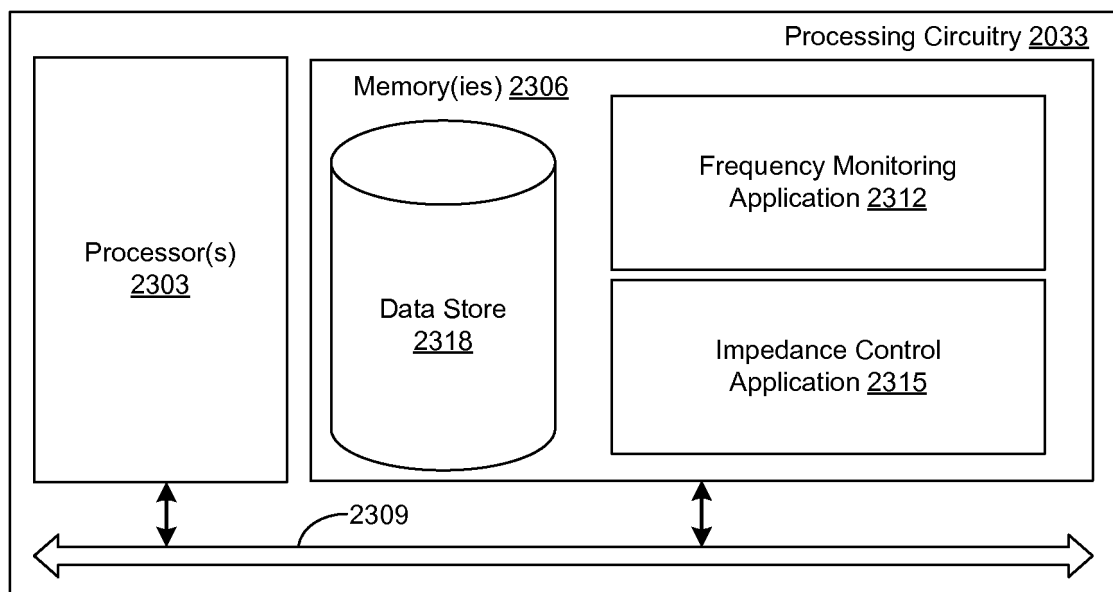 Processing Circuitry 2033
Memory(ies) 2306
Frequency Monitoring
Application 2312
Processor(s)
2303
Data Store
2318
Impedance Control
Application 2315
2309